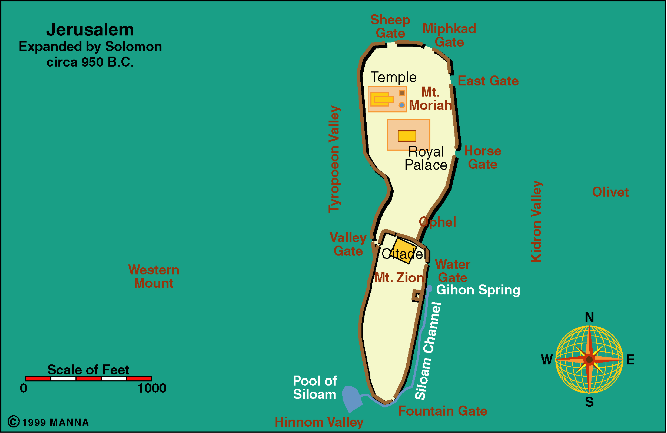 Jerusalem
Expanded by Solomon
circa 950 B.C.
Sheep
Gate
Miphkad
Gate
Temple
East Gate
Mt.
Moriah
Tyropoeon Valley
Royal
Palace
Horse
Gate
Olivet
Kidron Valley
Ophel
Valley
Gate
Citadel
Western
Mount
Mt. Zion
Water
Gate
Gihon Spring
Siloam Channel
N
W
E
S
Scale of Feet
0
1000
Pool of
Siloam
Fountain Gate
Hinnom Valley
© 1999 MANNA